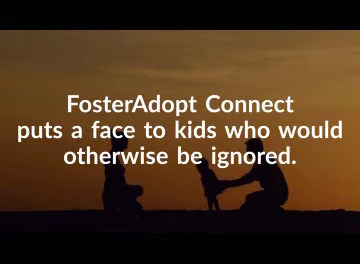 FosterAdopt Connect
puts a face to kids who would
otherwise be ignored.